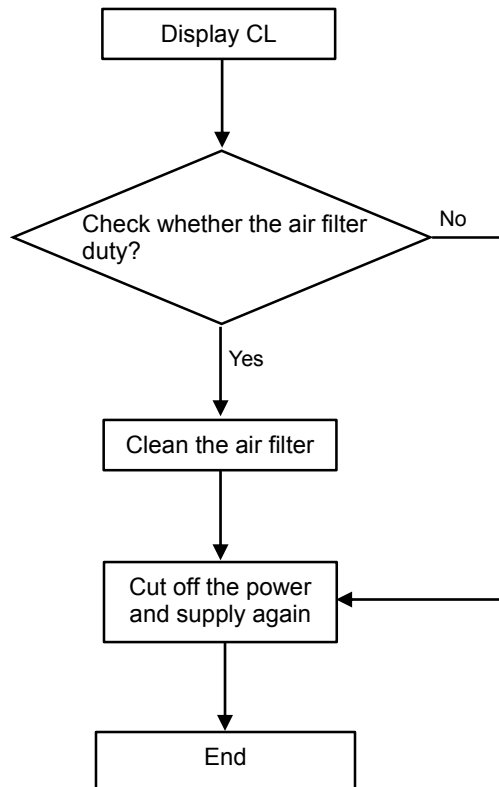 Display CL
Check whether the air filter
duty?
No
Yes
Clean the air filter
Cut off the power
and supply again
End